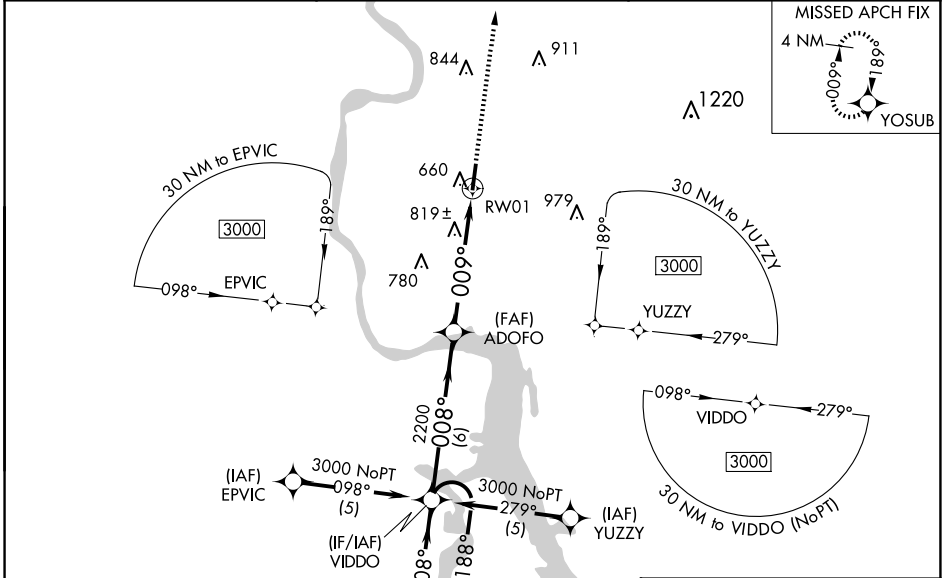 MISSED APCH FIX
4 NM
009°
189°
YOSUB
844
911
1220
30 NM to EPVIC
3000
189°
EPVIC
098°
660
RW01
819±
979
780
009°
30 NM to YUZZY
189°
3000
YUZZY
279°
(FAF)
ADOFO
098°
VIDDO
279°
3000
30 NM to VIDDO (NoPT)
2200
008°
(6)
(IAF)
EPVIC
3000 NoPT
098°
(5)
3000 NoPT
279°
(5)
(IAF)
YUZZY
(IF/IAF)
VIDDO
08°
188°